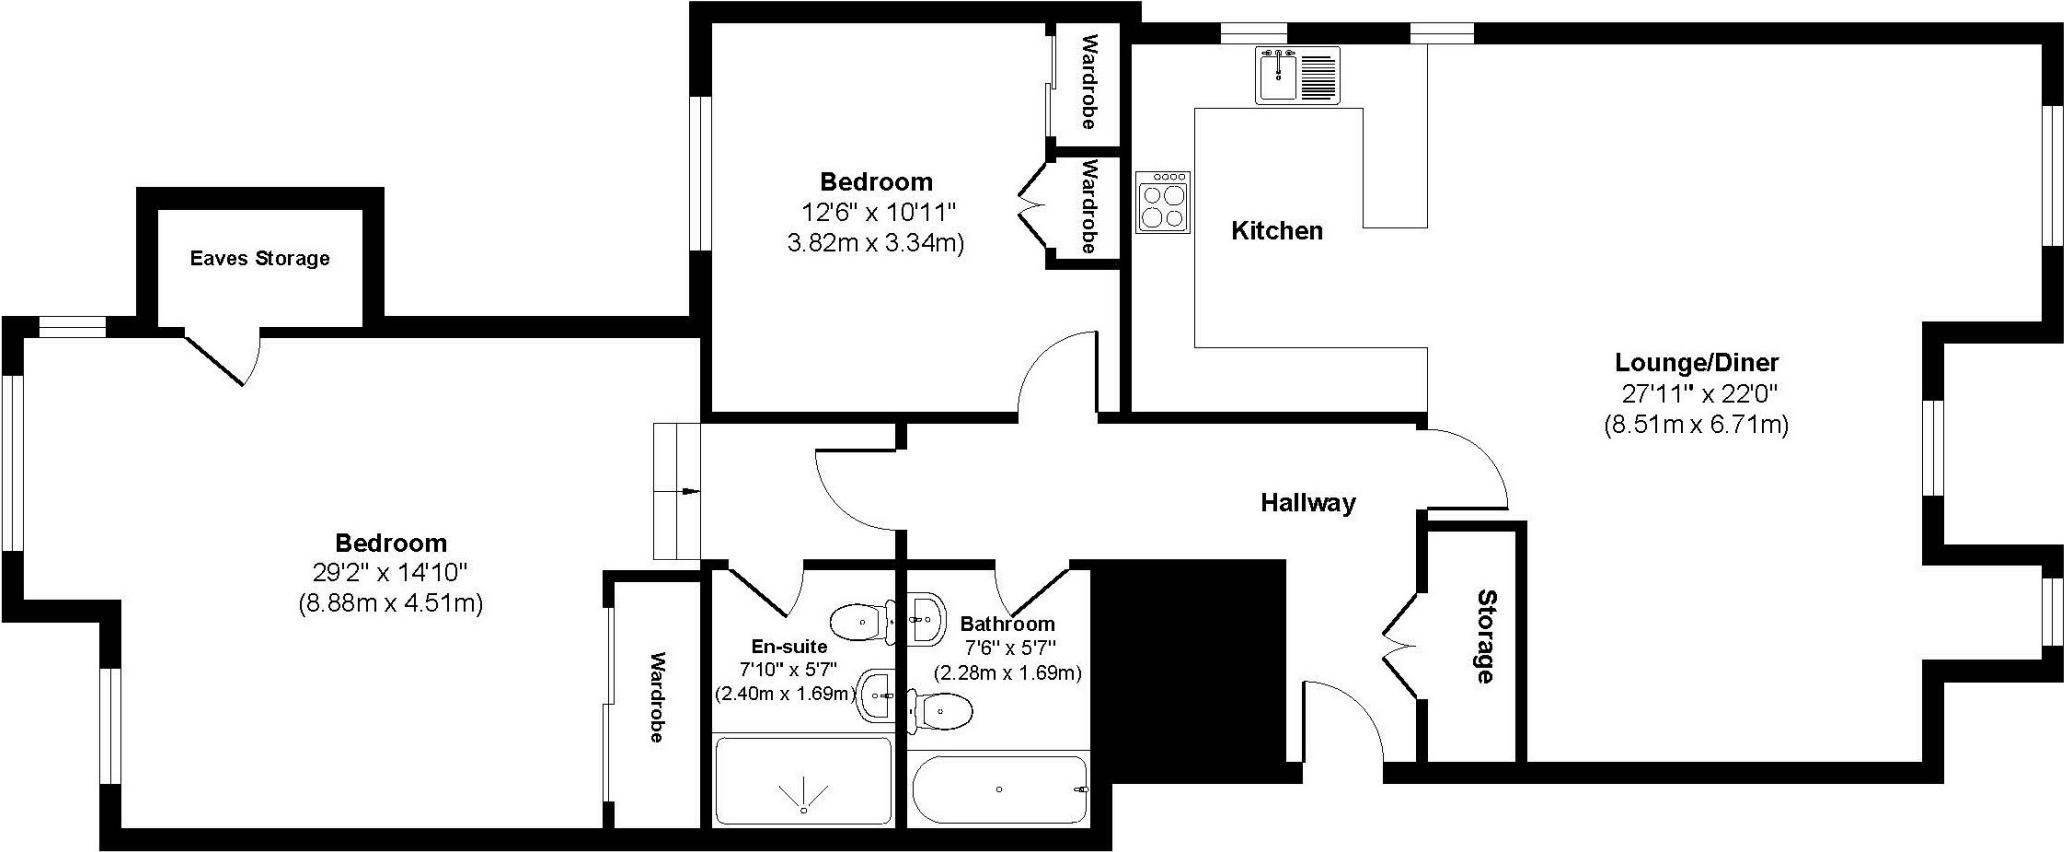 Wardrobe
Wardrobe
Bedroom
12'6" x 10'11"
3.82m x 3.34m)
Kitchen
Eaves Storage
Lounge/Diner
27'11" x 22'0"
(8.51m x 6.71m)
Hallway
Bedroom
29'2" x 14'10"
(8.88m x 4.51m)
Wardrobe
En-suite
7'10" x 5'7"
(2.40m x 1.69m)
Bathroom
7'6" x 5'7"
(2.28m x 1.69m)
Storage